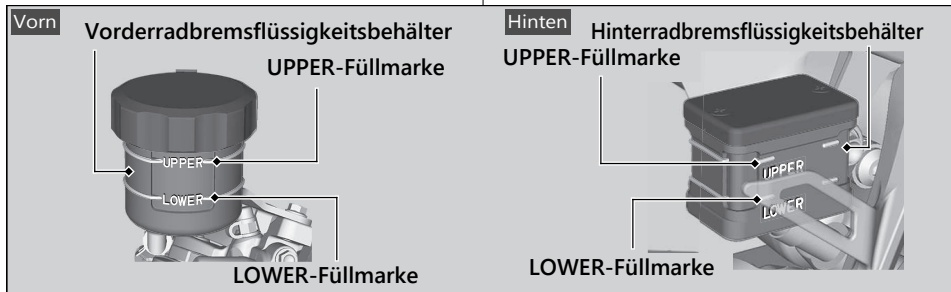 Vorn
Vorderradbremsflüssigkeitsbehälter
UPPER-Füllmarke
UPPER
LOWER
LOWER-Füllmarke
Hinten
Hinterradbremsflüssigkeitsbehälter
UPPER-Füllmarke
UPPER
LOWER
LOWER-Füllmarke